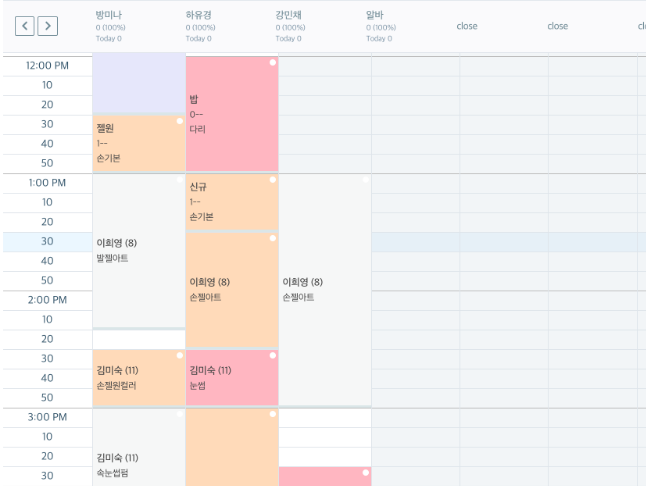 방미나
0 (100%)
Today 0
하유경
0 (100%)
Today 0
강민채
0 (100%)
Today 0
알바
0 (100%)
Today 0
close
close
12:00 PM
10
20
30
40
50
1:00 PM
10
20
30
40
50
2:00 PM
10
20
30
40
50
3:00 PM
10
20
30
젤원
1--
손기본
이희영 (8)
발젤아트
김미숙 (11)
손젤원컬러
김미숙 (11)
속눈썹펌
밥
0--
다리
신규
1--
손기본
이희영 (8)
손젤아트
김미숙 (11)
눈썹
이희영 (8)
손젤아트